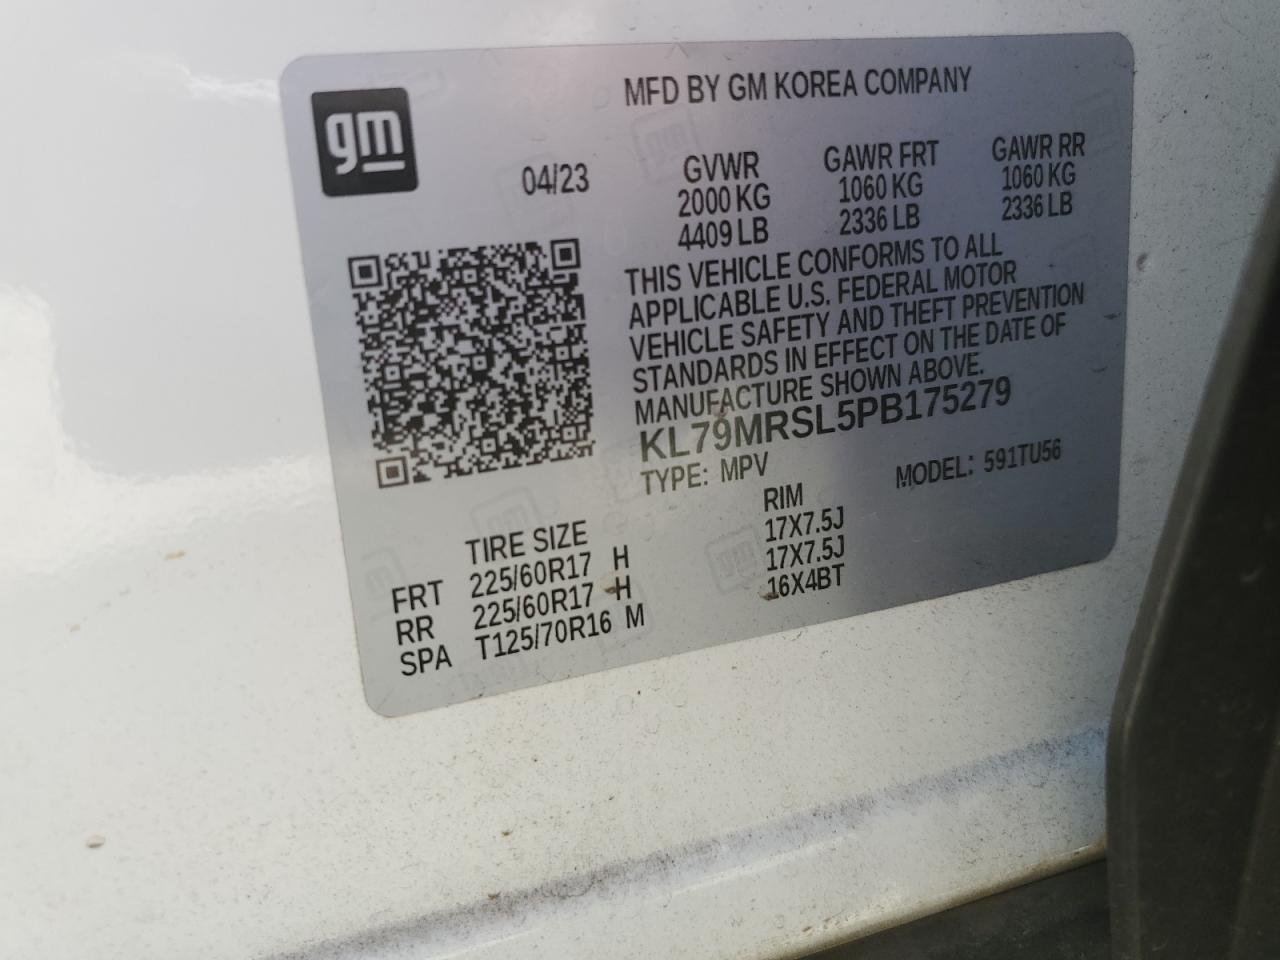 gm
MFD BY GM KOREA COMPANY
04/23
GVWR GAWR FRT GAWR RR
2000 KG 1060 KG 1060 KG
4409 LB 2336 LB 2336 LB
THIS VEHICLE CONFORMS TO ALL
APPLICABLE U.S. FEDERAL MOTOR
VEHICLE SAFETY AND THEFT PREVENTION
STANDARDS IN EFFECT ON THE DATE OF
MANUFACTURE SHOWN ABOVE.
KL79MRSL5PB175279
TYPE: MPV MODEL: 591TU56
TIRE SIZE RIM
FRT 225/60R17 H 17X7.5J
RR 225/60R17 H 17X7.5J
SPA T125/70R16 M 16X4BT